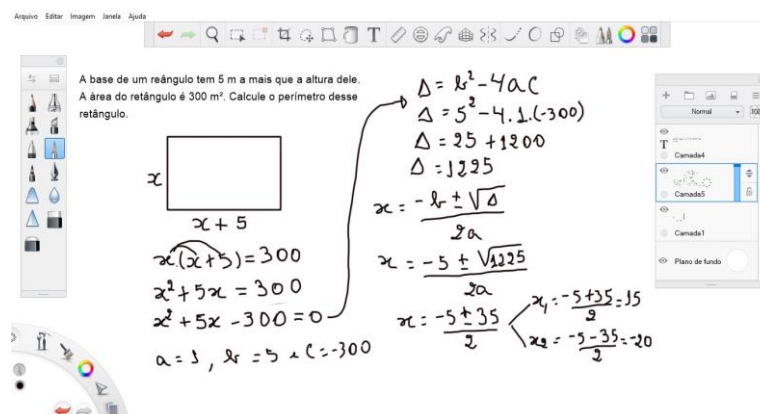 Arquivo Editar Imagem Janela Ajuda
A base de um reângulo tem 5 m a mais que a altura dele.
A área do retângulo é 300 m². Calcule o perímetro desse
retângulo.
x
x + 5
x.(x+5)=300
x²+5x = 300
x²+5x -300 = 0
a = 1, b = 5 e C = -300
Δ = b² - 4ac
Δ = 5² - 4.1.(-300)
Δ = 25 + 1200
Δ = 1225
x = -b ± √Δ / 2a
x = -5 ± √1225 / 2a
x = -5 ± 35 / 2
x₁ = -5+35 / 2 = 15
x₂ = -5-35 / 2 = -20
Normal
Camada4
Camada5
Camada1
Plano de fundo